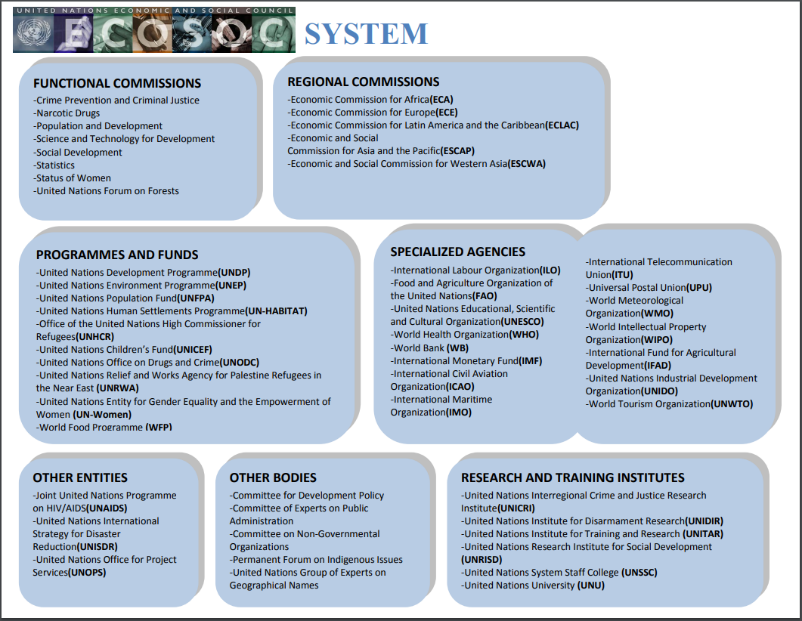 UNITED NATIONS ECONOMIC AND SOCIAL COUNCIL
ECOSOC
SYSTEM
FUNCTIONAL COMMISSIONS
-Crime Prevention and Criminal Justice
-Narcotic Drugs
-Population and Development
-Science and Technology for Development
-Social Development
-Statistics
-Status of Women
-United Nations Forum on Forests
REGIONAL COMMISSIONS
-Economic Commission for Africa(ECA)
-Economic Commission for Europe(ECE)
-Economic Commission for Latin America and the Caribbean(ECLAC)
-Economic and Social
Commission for Asia and the Pacific(ESCAP)
-Economic and Social Commission for Western Asia(ESCWA)
PROGRAMMES AND FUNDS
-United Nations Development Programme(UNDP)
-United Nations Environment Programme(UNEP)
-United Nations Population Fund(UNFPA)
-United Nations Human Settlements Programme(UN-HABITAT)
-Office of the United Nations High Commissioner for
Refugees(UNHCR)
-United Nations Children's Fund(UNICEF)
-United Nations Office on Drugs and Crime(UNODC)
-United Nations Relief and Works Agency for Palestine Refugees in
the Near East (UNRWA)
-United Nations Entity for Gender Equality and the Empowerment of
Women (UN-Women)
-World Food Programme (WFP)
SPECIALIZED AGENCIES
-International Labour Organization(ILO)
-Food and Agriculture Organization of
the United Nations(FAO)
-United Nations Educational, Scientific
and Cultural Organization(UNESCO)
-World Health Organization(WHO)
-World Bank (WB)
-International Monetary Fund(IMF)
-International Civil Aviation
Organization(ICAO)
-International Maritime
Organization(IMO)
-International Telecommunication
Union(ITU)
-Universal Postal Union(UPU)
-World Meteorological
Organization(WMO)
-World Intellectual Property
Organization(WIPO)
-International Fund for Agricultural
Development(IFAD)
-United Nations Industrial Development
Organization(UNIDO)
-World Tourism Organization(UNWTO)
OTHER ENTITIES
-Joint United Nations Programme
on HIV/AIDS(UNAIDS)
-United Nations International
Strategy for Disaster
Reduction(UNISDR)
-United Nations Office for Project
Services(UNOPS)
OTHER BODIES
-Committee for Development Policy
-Committee of Experts on Public
Administration
-Committee on Non-Governmental
Organizations
-Permanent Forum on Indigenous Issues
-United Nations Group of Experts on
Geographical Names
RESEARCH AND TRAINING INSTITUTES
-United Nations Interregional Crime and Justice Research
Institute(UNICRI)
-United Nations Institute for Disarmament Research(UNIDIR)
-United Nations Institute for Training and Research (UNITAR)
-United Nations Research Institute for Social Development
(UNRISD)
-United Nations System Staff College (UNSSC)
-United Nations University (UNU)